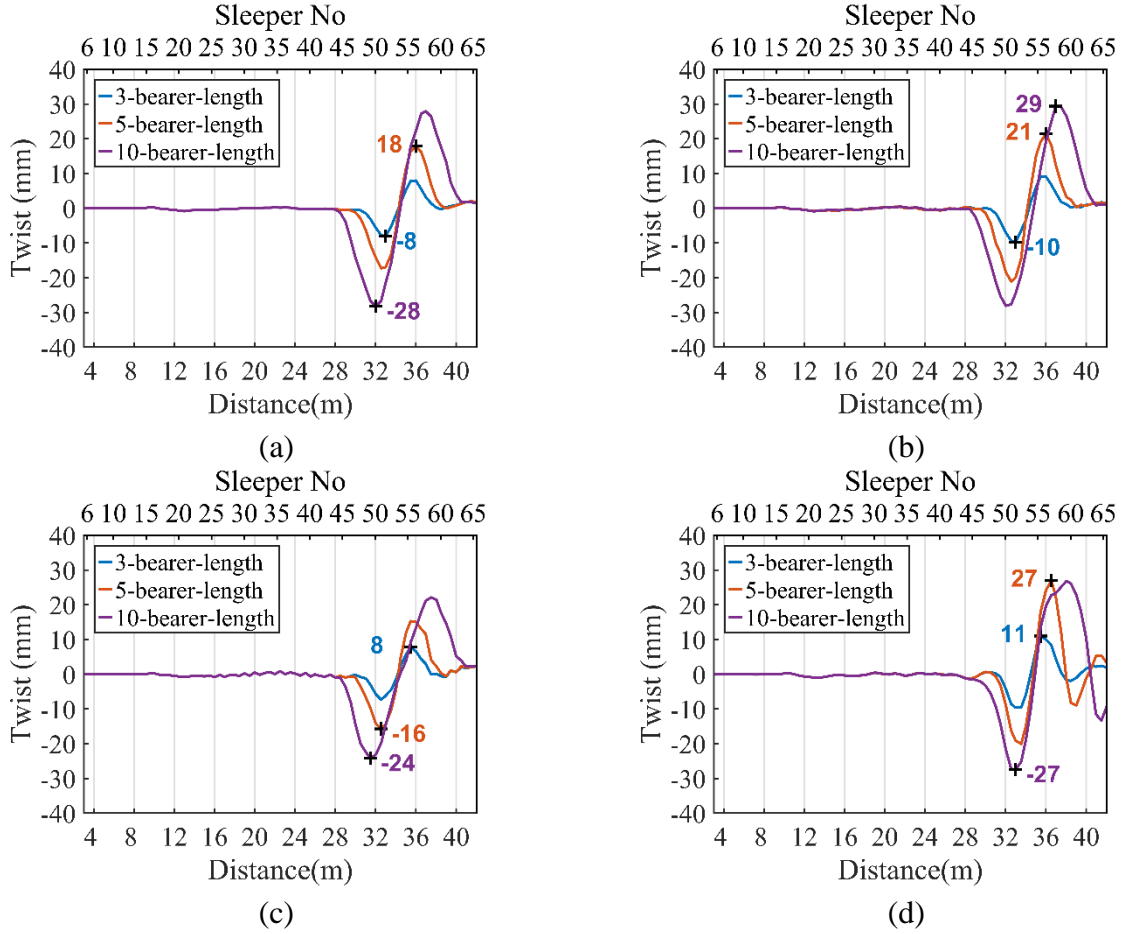 Sleeper No
6 10 15 20 25 30 35 40 45 50 55 60 65
40
30
20
10
0
-10
-20
-30
-40
Twist (mm)
3-bearer-length
5-bearer-length
10-bearer-length
18
-8
-28
4 8 12 16 20 24 28 32 36 40
Distance(m)
(a)
Sleeper No
6 10 15 20 25 30 35 40 45 50 55 60 65
40
30
20
10
0
-10
-20
-30
-40
Twist (mm)
3-bearer-length
5-bearer-length
10-bearer-length
29
21
-10
4 8 12 16 20 24 28 32 36 40
Distance(m)
(b)
Sleeper No
6 10 15 20 25 30 35 40 45 50 55 60 65
40
30
20
10
0
-10
-20
-30
-40
Twist (mm)
3-bearer-length
5-bearer-length
10-bearer-length
8
-16
-24
4 8 12 16 20 24 28 32 36 40
Distance(m)
(c)
Sleeper No
6 10 15 20 25 30 35 40 45 50 55 60 65
40
30
20
10
0
-10
-20
-30
-40
Twist (mm)
3-bearer-length
5-bearer-length
10-bearer-length
27
11
-27
4 8 12 16 20 24 28 32 36 40
Distance(m)
(d)